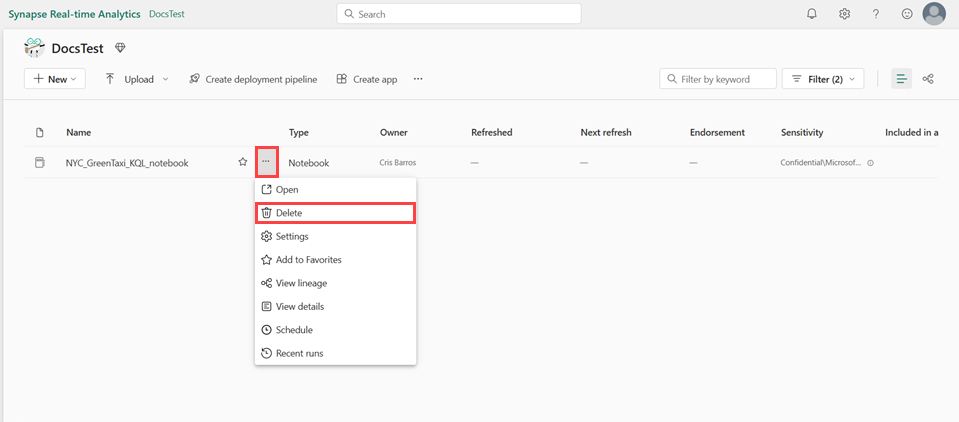 Synapse Real-time Analytics DocsTest Search ?
DocsTest
New Upload Create deployment pipeline Create app ... Filter by keyword Filter (2)
Name Type Owner Refreshed Next refresh Endorsement Sensitivity Included in a
NYC_GreenTaxi_KQL_notebook ... Notebook Cris Barros — — — Confidential\Microsof...
Open
Delete
Settings
Add to Favorites
View lineage
View details
Schedule
Recent runs